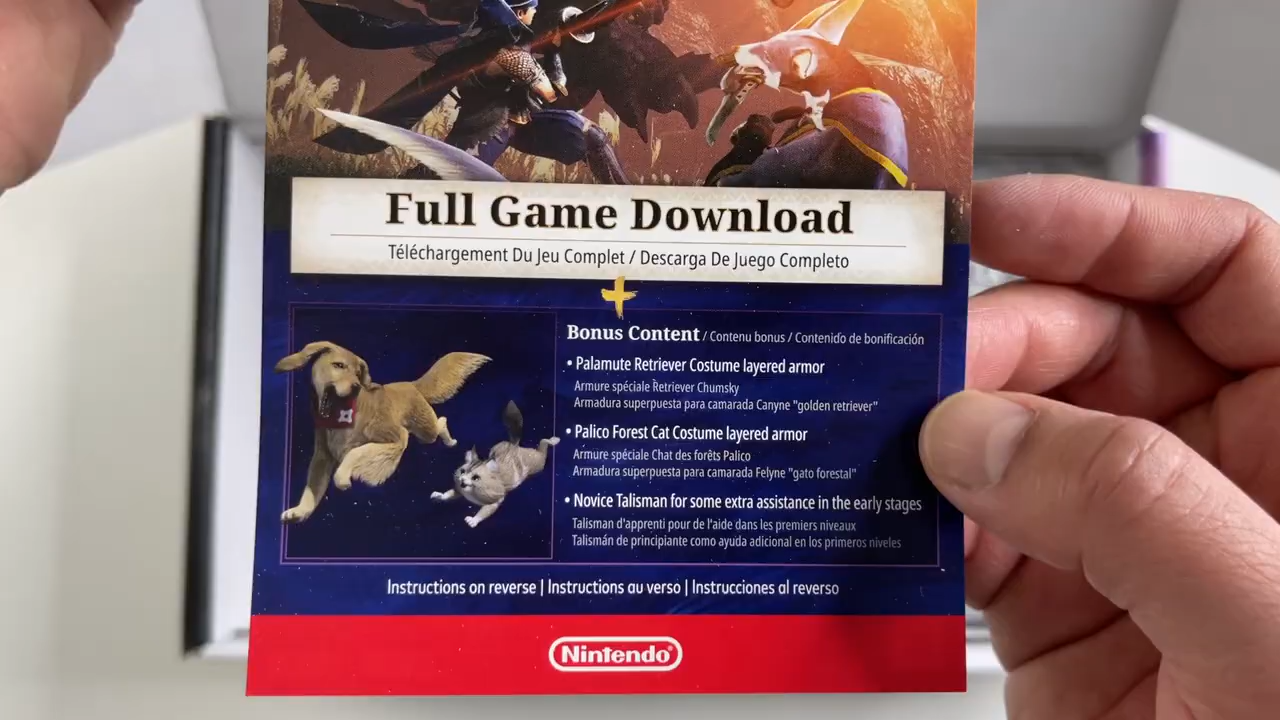 Full Game Download
Téléchargement Du Jeu Complet / Descarga De Juego Completo
+
Bonus Content / Contenu bonus / Contenido de bonificación
• Palamute Retriever Costume layered armor
Armure spéciale Retriever Chumsky
Armadura superpuesta para camarada Canyne "golden retriever"
• Palico Forest Cat Costume layered armor
Armure spéciale Chat des forêts Palico
Armadura superpuesta para camarada Felyne "gato forestal"
• Novice Talisman for some extra assistance in the early stages
Talisman d'apprenti pour de l'aide dans les premiers niveaux
Talismán de principiante como ayuda adicional en los primeros niveles
Instructions on reverse | Instructions au verso | Instrucciones al reverso
Nintendo®